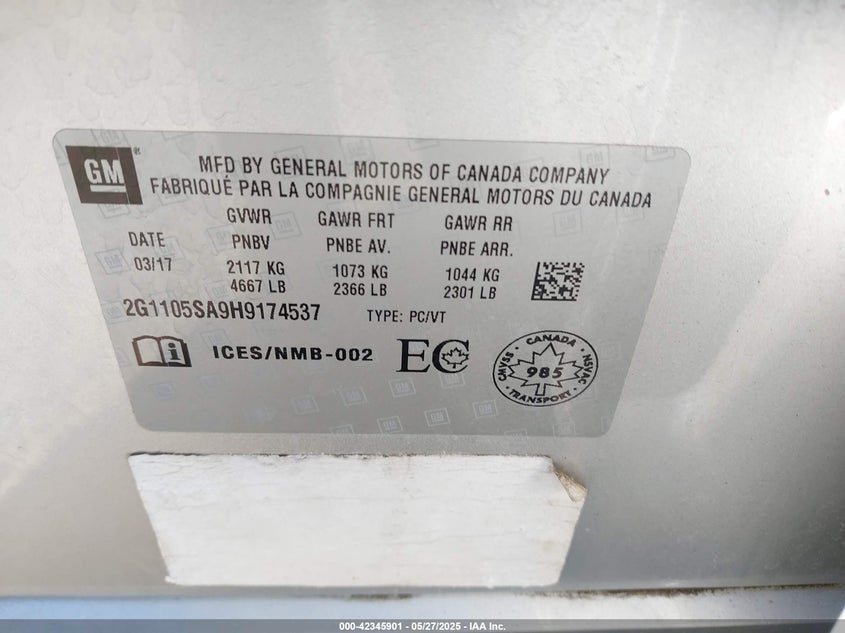 GM
MFD BY GENERAL MOTORS OF CANADA COMPANY
FABRIQUÉ PAR LA COMPAGNIE GENERAL MOTORS DU CANADA
GVWR GAWR FRT GAWR RR
DATE PNBV PNBE AV. PNBE ARR.
03/17 2117 KG 1073 KG 1044 KG
4667 LB 2366 LB 2301 LB
2G1105SA9H9174537 TYPE: PC/VT
ICES/NMB-002 EC
CANADA
CMVSS 985 NSVAC
TRANSPORT
000-42345901 - 05/27/2025 - IAA Inc.